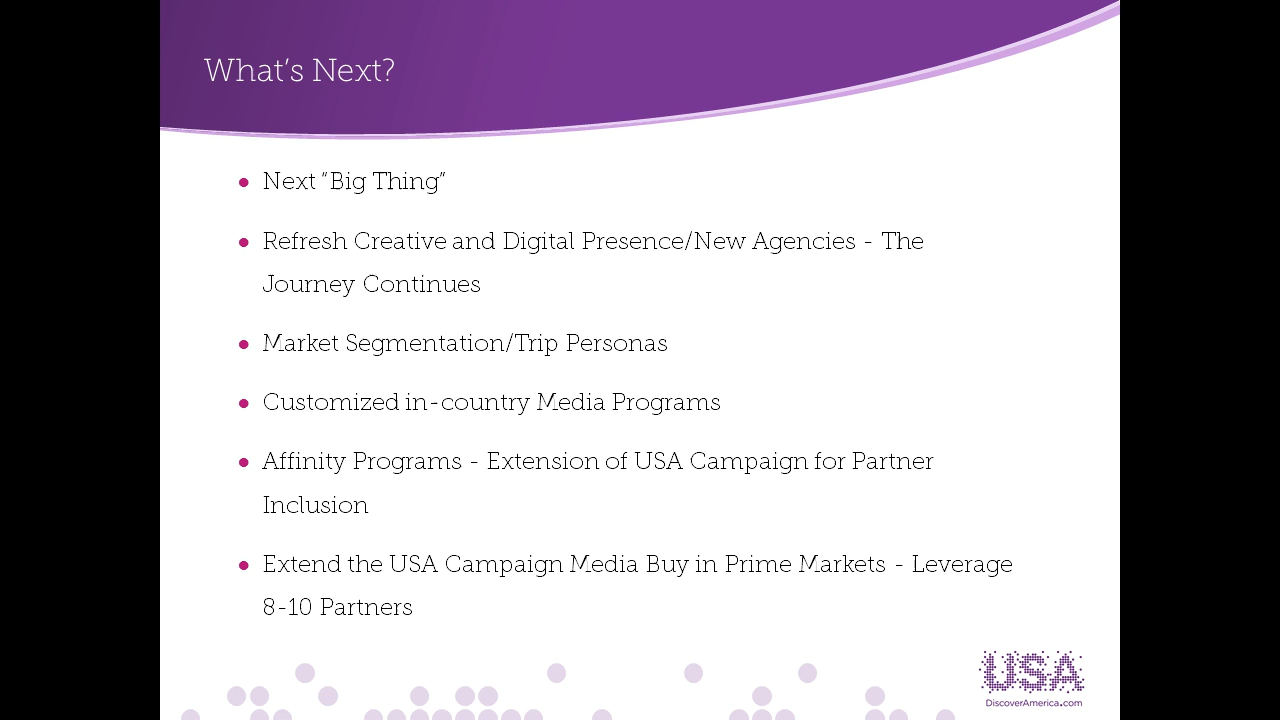 What's Next?
Next "Big Thing"
Refresh Creative and Digital Presence/New Agencies - The
Journey Continues
Market Segmentation/Trip Personas
Customized in-country Media Programs
Affinity Programs - Extension of USA Campaign for Partner
Inclusion
Extend the USA Campaign Media Buy in Prime Markets - Leverage
8-10 Partners
USA
DiscoverAmerica.com